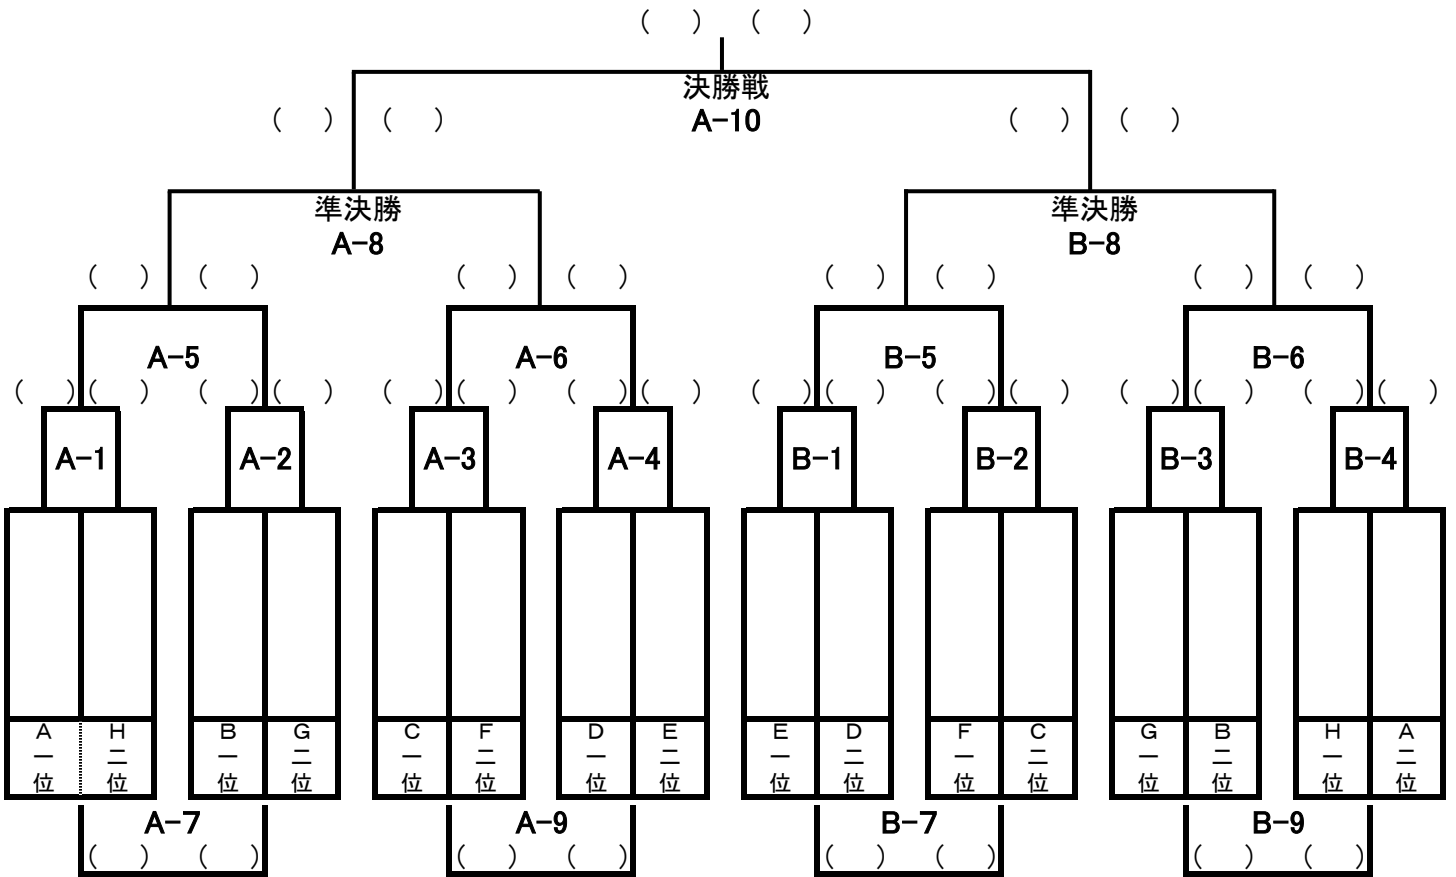 （　）（　）
決勝戦
A-10
（　）（　）（　）（　）
準決勝 準決勝
A-8 B-8
（　）（　）（　）（　）（　）（　）（　）（　）
A-5 A-6 B-5 B-6
（　）（　）（　）（　）（　）（　）（　）（　）（　）（　）（　）（　）（　）（　）（　）（　）
A-1 A-2 A-3 A-4 B-1 B-2 B-3 B-4
A一位 H二位 B一位 G二位 C一位 F二位 D一位 E二位 E一位 D二位 F一位 C二位 G一位 B二位 H一位 A二位
A-7 A-9 B-7 B-9
（　）（　）（　）（　）（　）（　）（　）（　）